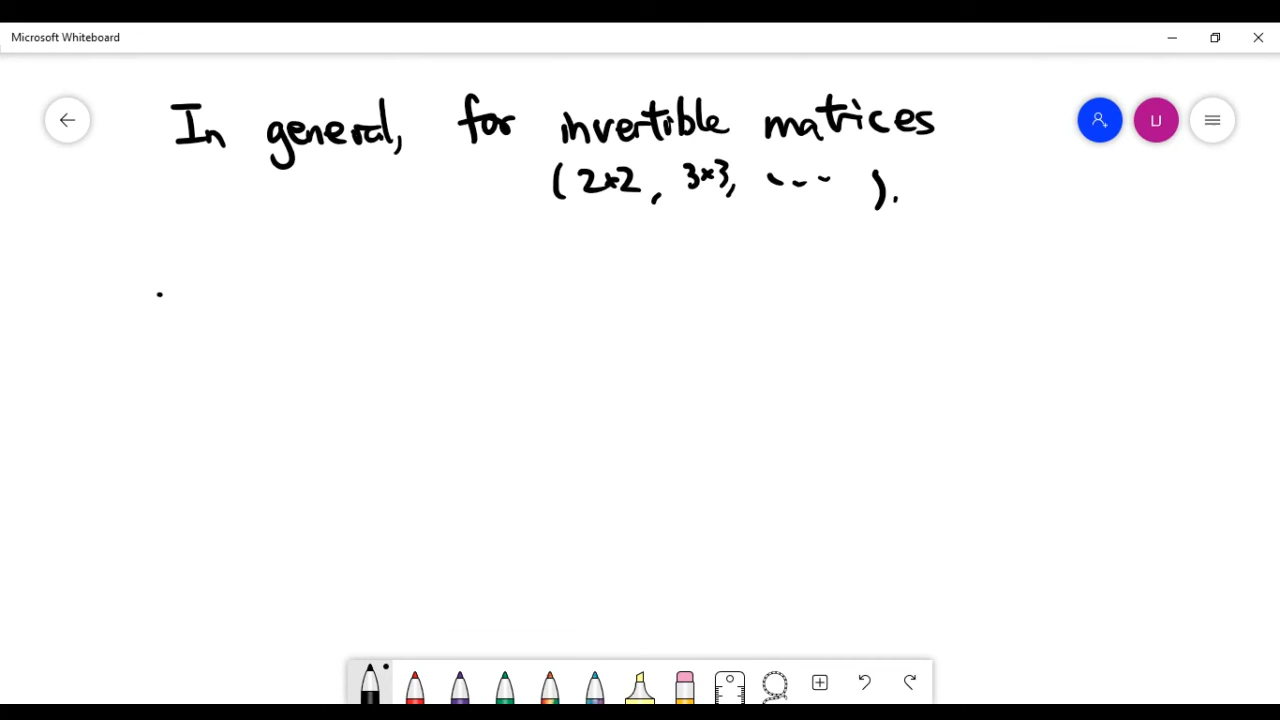 Microsoft Whiteboard
In general, for invertible matrices
(2×2, 3×3, --- ).
U